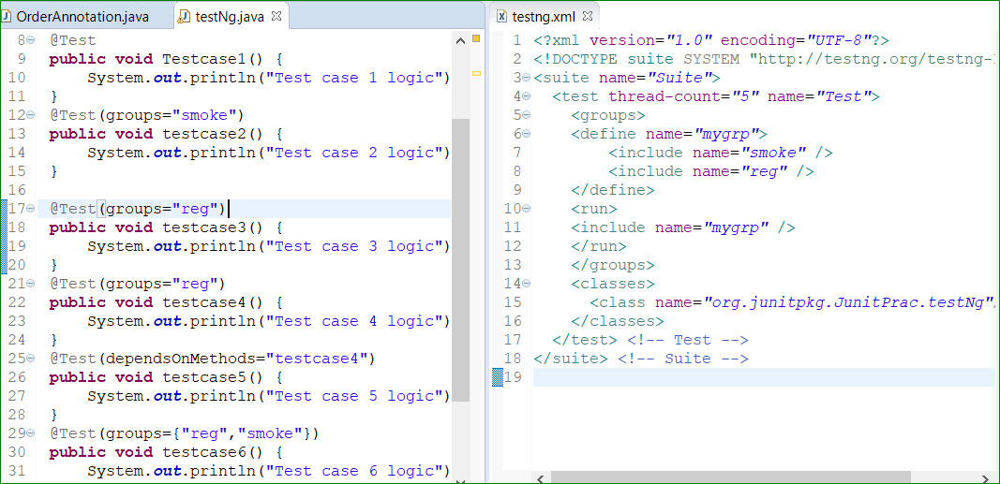 OrderAnnotation.java
testNg.java
8 @Test
9 public void Testcase1() {
10 System.out.println("Test case 1 logic")
11 }
12 @Test(groups="smoke")
13 public void testcase2() {
14 System.out.println("Test case 2 logic")
15 }
16
17 @Test(groups="reg")
18 public void testcase3() {
19 System.out.println("Test case 3 logic")
20 }
21 @Test(groups="reg")
22 public void testcase4() {
23 System.out.println("Test case 4 logic")
24 }
25 @Test(dependsOnMethods="testcase4")
26 public void testcase5() {
27 System.out.println("Test case 5 logic")
28 }
29 @Test(groups={"reg","smoke"})
30 public void testcase6() {
31 System.out.println("Test case 6 logic")
testng.xml
1 <?xml version="1.0" encoding="UTF-8"?>
2 <!DOCTYPE suite SYSTEM "http://testng.org/testng-
3 <suite name="Suite">
4 <test thread-count="5" name="Test">
5 <groups>
6 <define name="mygrp">
7 <include name="smoke" />
8 <include name="reg" />
9 </define>
10 <run>
11 <include name="mygrp" />
12 </run>
13 </groups>
14 <classes>
15 <class name="org.junitpkg.JunitPrac.testNg"
16 </classes>
17 </test> <!-- Test -->
18 </suite> <!-- Suite -->
19